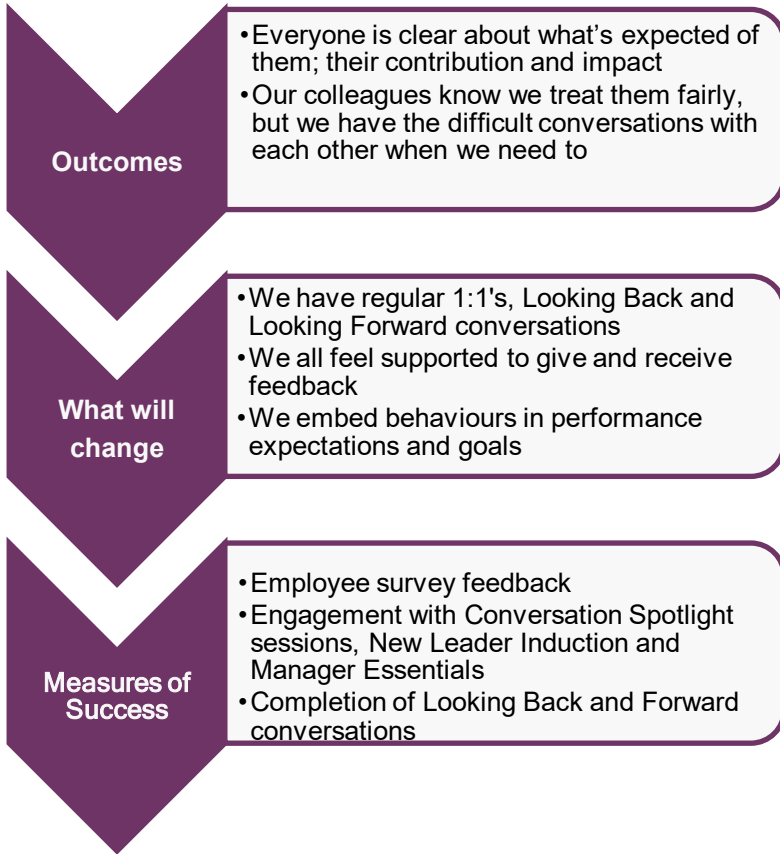 Outcomes
•Everyone is clear about what’s expected of
them; their contribution and impact
•Our colleagues know we treat them fairly,
but we have the difficult conversations with
each other when we need to
What will
change
•We have regular 1:1's, Looking Back and
Looking Forward conversations
•We all feel supported to give and receive
feedback
•We embed behaviours in performance
expectations and goals
Measures of
Success
•Employee survey feedback
•Engagement with Conversation Spotlight
sessions, New Leader Induction and
Manager Essentials
•Completion of Looking Back and Forward
conversations